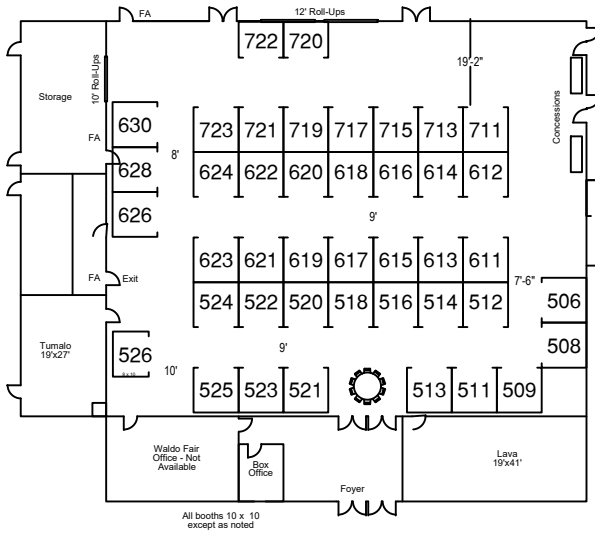 FA
12' Roll-Ups
722 720
10' Roll-Ups
19'-2"
Storage
Concessions
630
723 721 719 717 715 713 711
FA
8'
628
624 622 620 618 616 614 612
626
9'
623 621 619 617 615 613 611
FA
Exit
7'-6"
506
524 522 520 518 516 514 512
508
Tumalo
19'x27'
526
8 x 10
9'
10'
525 523 521
513 511 509
Waldo Fair
Office - Not
Available
Box
Office
Foyer
Lava
19'x41'
All booths 10 x 10
except as noted